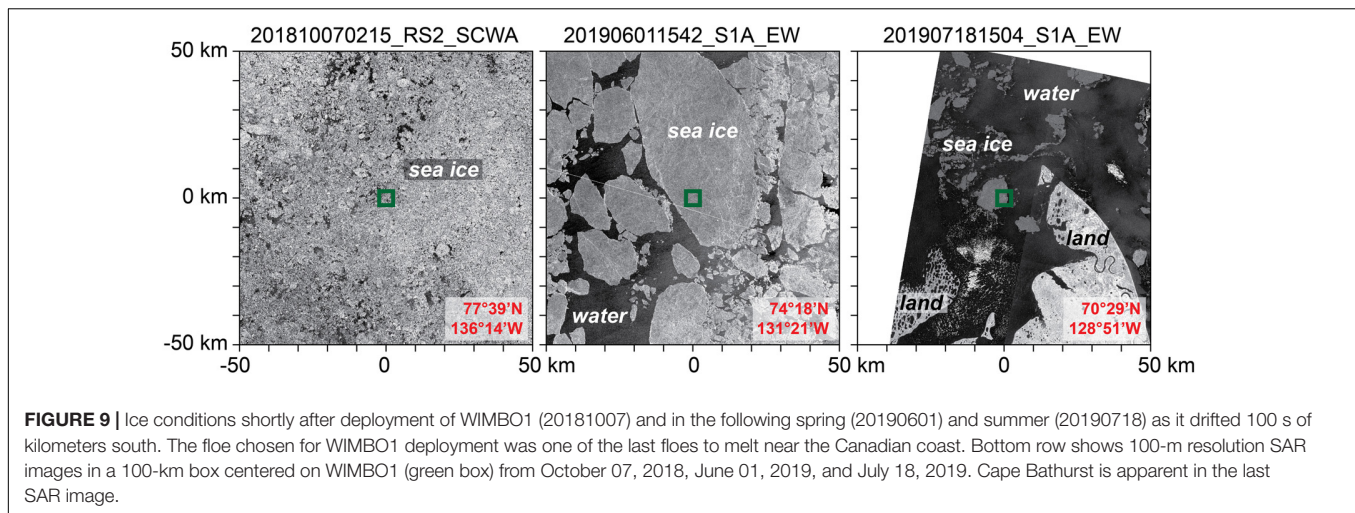 201810070215_RS2_SCWA
201906011542_S1A_EW
201907181504_S1A_EW
50 km
0 km
-50 km
sea ice
77°39'N
136°14'W
sea ice
water
74°18'N
131°21'W
water
sea ice
land
land
70°29'N
128°51'W
-50
0
50 km
0
50 km
0
50 km
FIGURE 9 | Ice conditions shortly after deployment of WIMBO1 (20181007) and in the following spring (20190601) and summer (20190718) as it drifted 100 s of
kilometers south. The floe chosen for WIMBO1 deployment was one of the last floes to melt near the Canadian coast. Bottom row shows 100-m resolution SAR
images in a 100-km box centered on WIMBO1 (green box) from October 07, 2018, June 01, 2019, and July 18, 2019. Cape Bathurst is apparent in the last
SAR image.